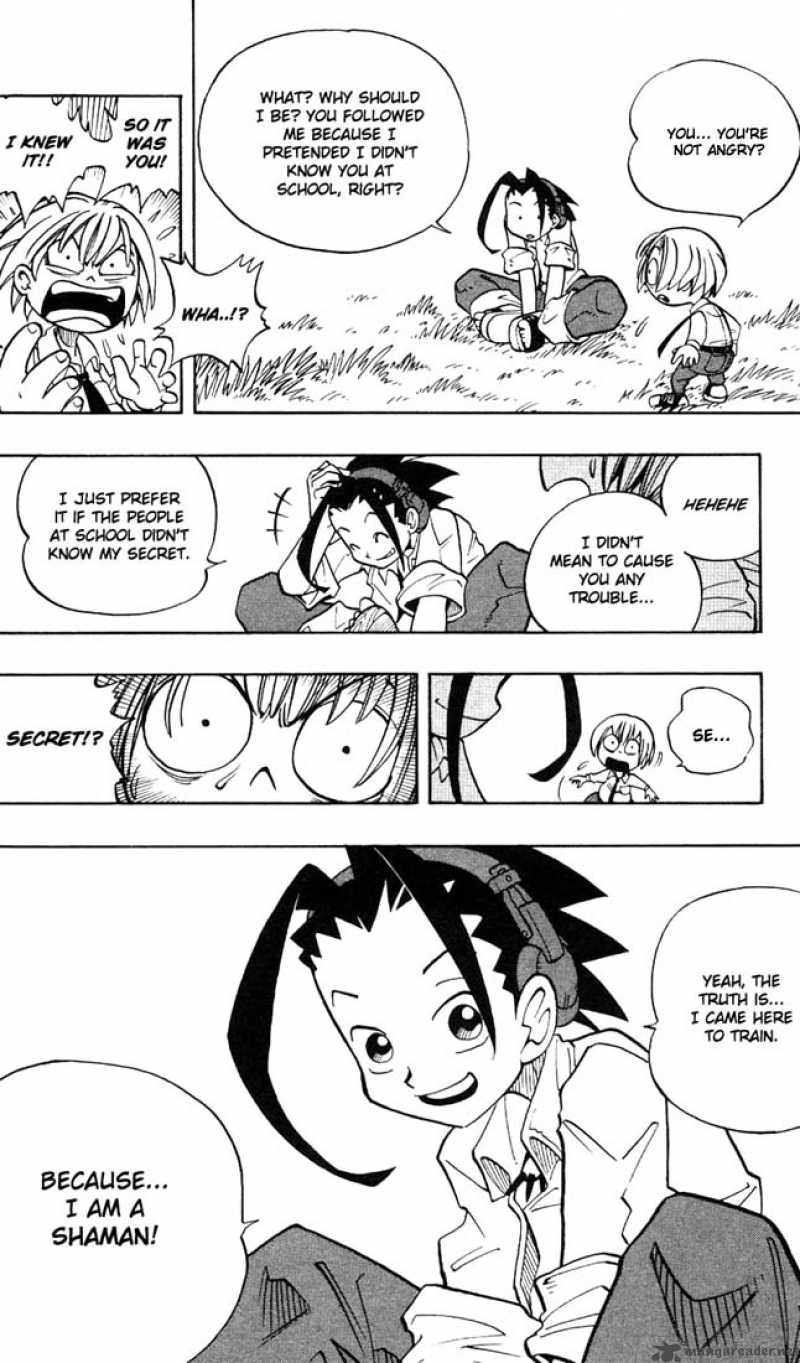 YOU... YOU'RE
NOT ANGRY?
WHAT? WHY SHOULD
I BE? YOU FOLLOWED
ME BECAUSE I
PRETENDED I DIDN'T
KNOW YOU AT
SCHOOL, RIGHT?
WHA..!?
SO IT
WAS
YOU!
I KNEW
IT!!
HEHEHE
I DIDN'T
MEAN TO CAUSE
YOU ANY
TROUBLE...
I JUST PREFER
IT IF THE PEOPLE
AT SCHOOL DIDN'T
KNOW MY SECRET.
SE...
SECRET!?
YEAH, THE
TRUTH IS...
I CAME HERE
TO TRAIN.
BECAUSE...
I AM A
SHAMAN!
mangareader.net